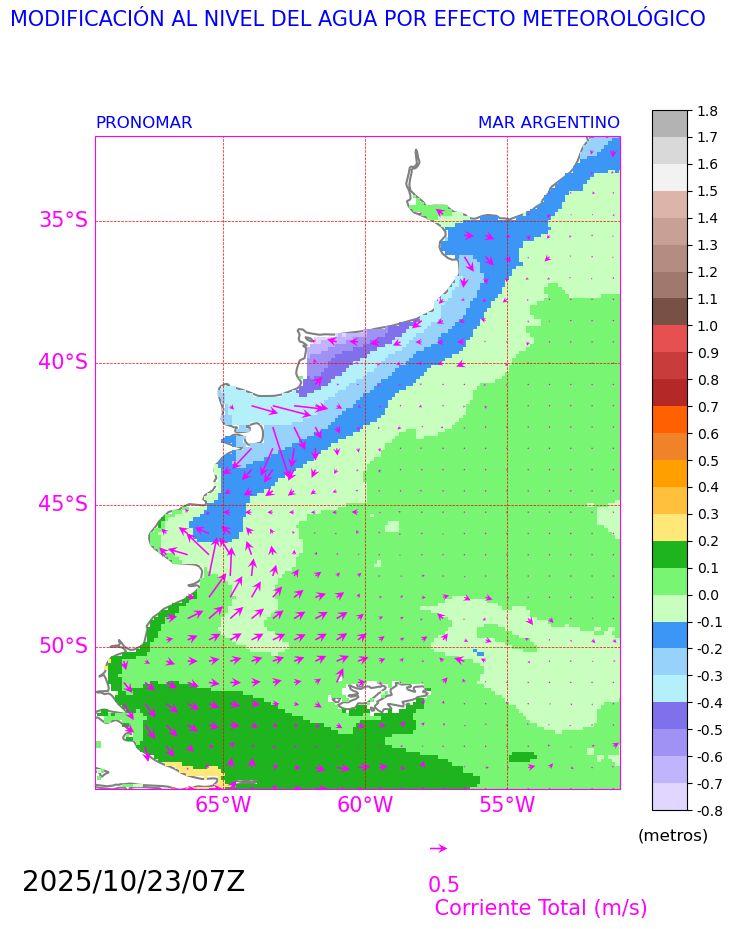 MODIFICACIÓN AL NIVEL DEL AGUA POR EFECTO METEOROLÓGICO
PRONOMAR
MAR ARGENTINO
35°S
40°S
45°S
50°S
65°W
60°W
55°W
1.8
1.7
1.6
1.5
1.4
1.3
1.2
1.1
1.0
0.9
0.8
0.7
0.6
0.5
0.4
0.3
0.2
0.1
0.0
-0.1
-0.2
-0.3
-0.4
-0.5
-0.6
-0.7
-0.8
(metros)
2025/10/23/07Z
0.5
Corriente Total (m/s)